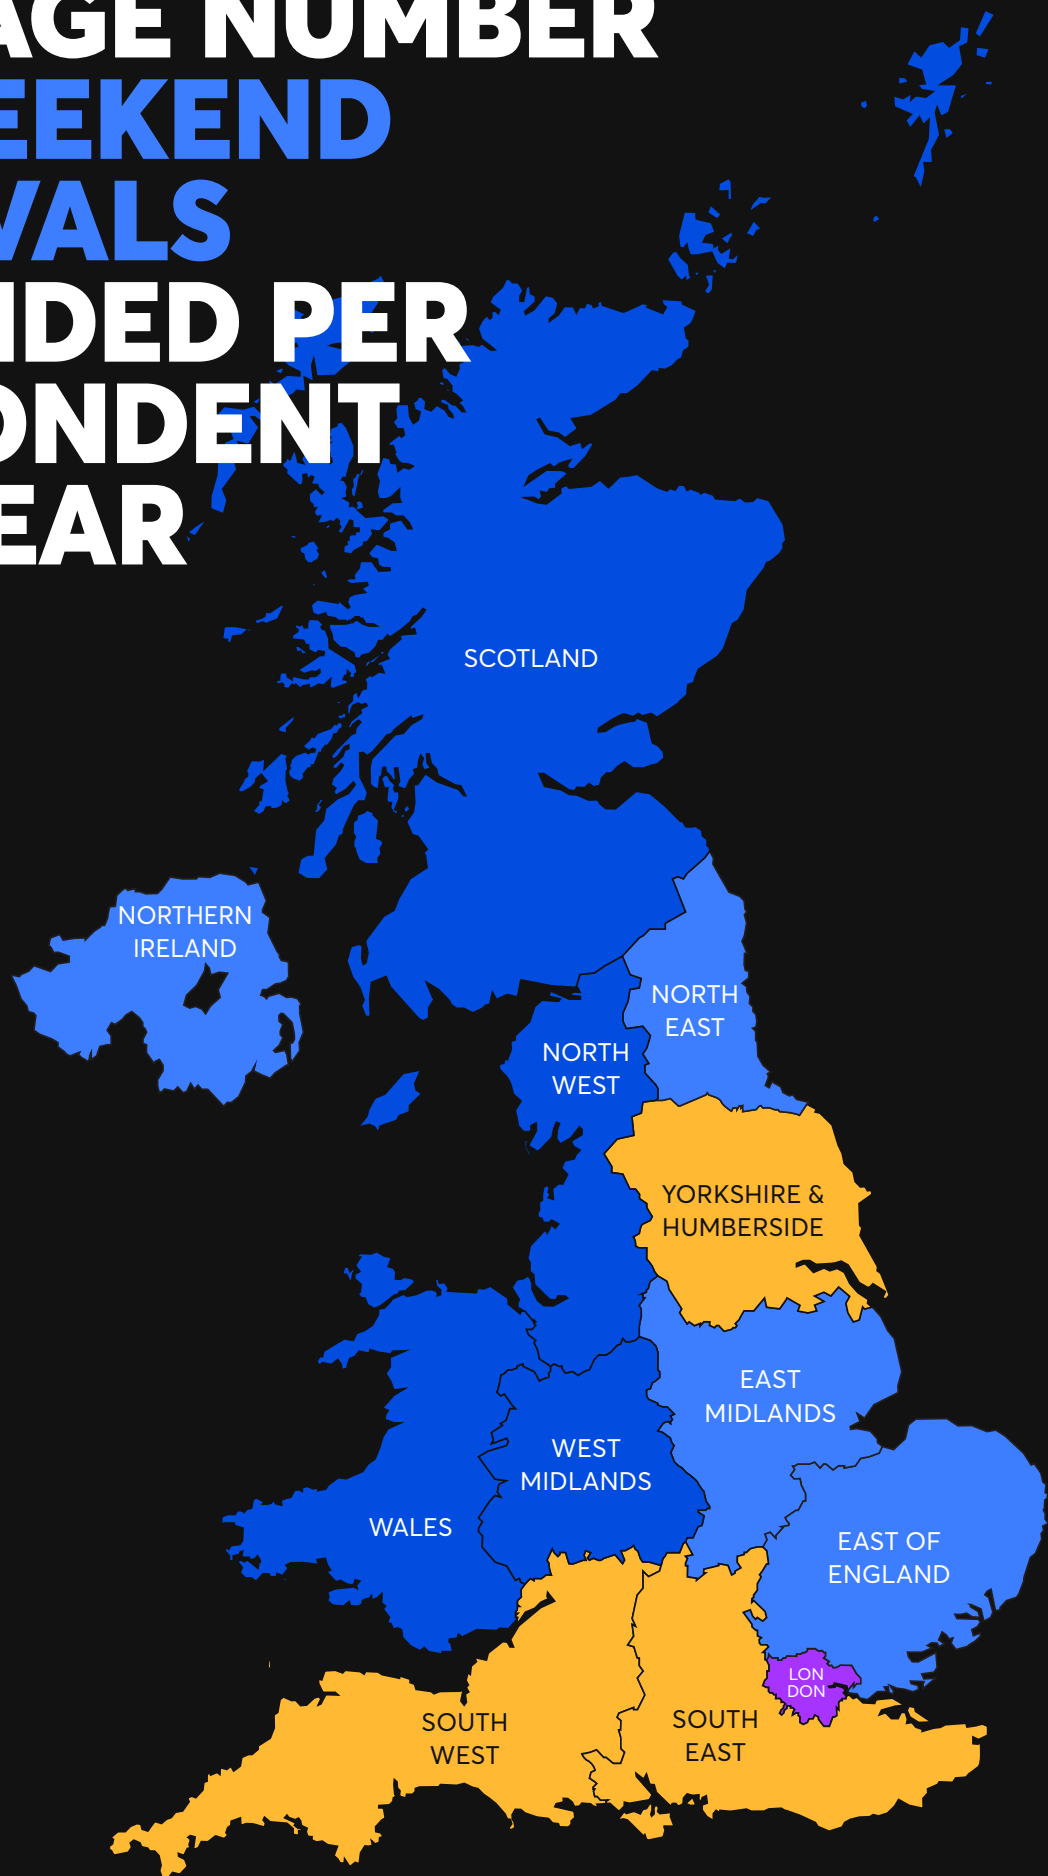 AGE NUMBER
EEKEND
VALS
NDED PER
ONDENT
EAR
SCOTLAND
NORTHERN
IRELAND
NORTH
EAST
NORTH
WEST
YORKSHIRE &
HUMBERSIDE
EAST
MIDLANDS
WEST
MIDLANDS
WALES
EAST OF
ENGLAND
LON
DON
SOUTH
WEST
SOUTH
EAST